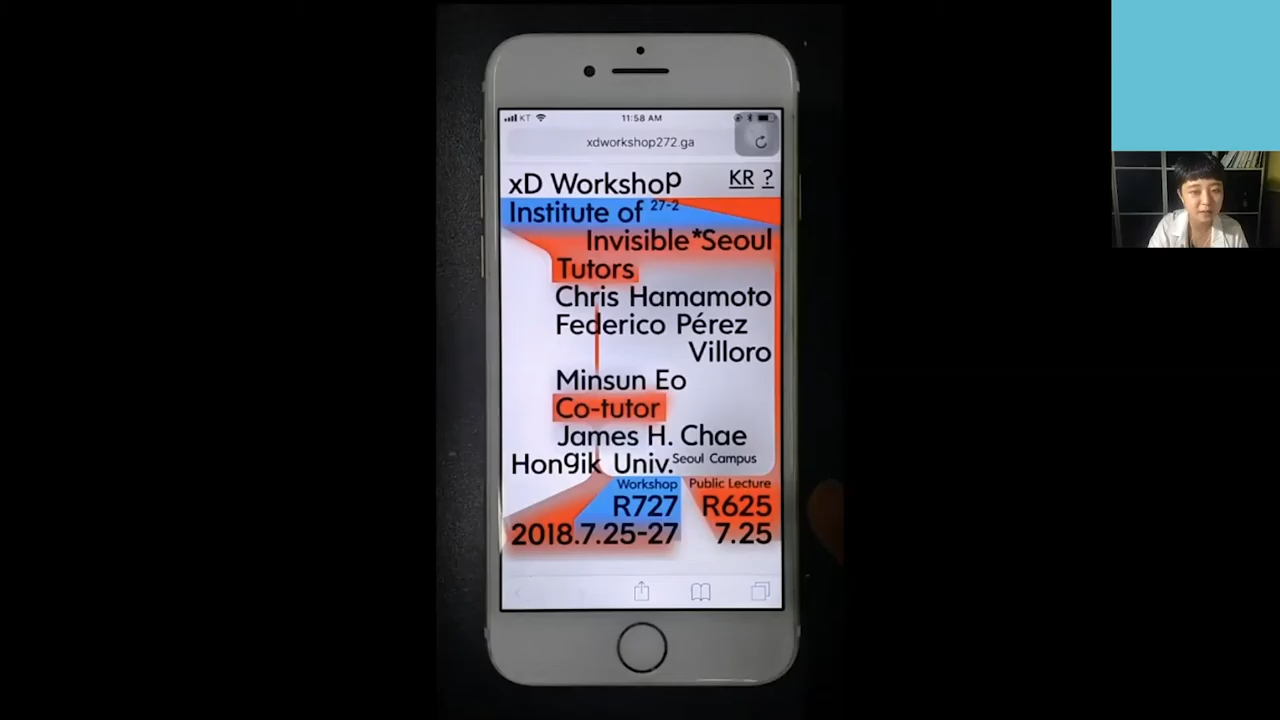 KT 11:58 AM
xdworkshop272.ga
xD Workshop KR ?
Institute of 27-2
Invisible*Seoul
Tutors
Chris Hamamoto
Federico Pérez
Villoro
Minsun Eo
Co-tutor
James H. Chae
Hongik Univ. Seoul Campus
Workshop Public Lecture
R727 R625
2018.7.25-27 7.25